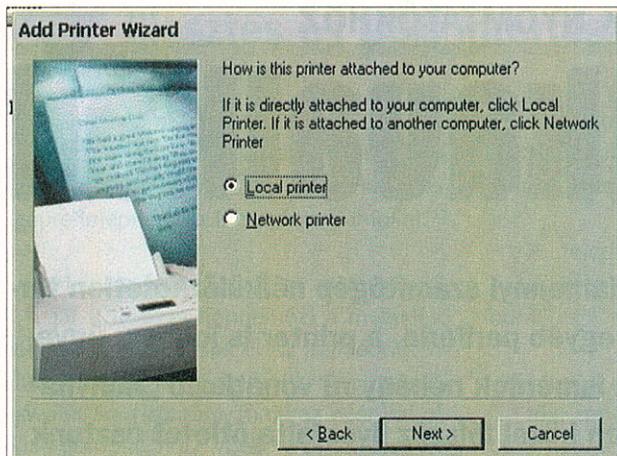 Add Printer Wizard
How is this printer attached to your computer?
If it is directly attached to your computer, click Local
Printer. If it is attached to another computer, click Network
Printer
Local printer
Network printer
< Back
Next >
Cancel